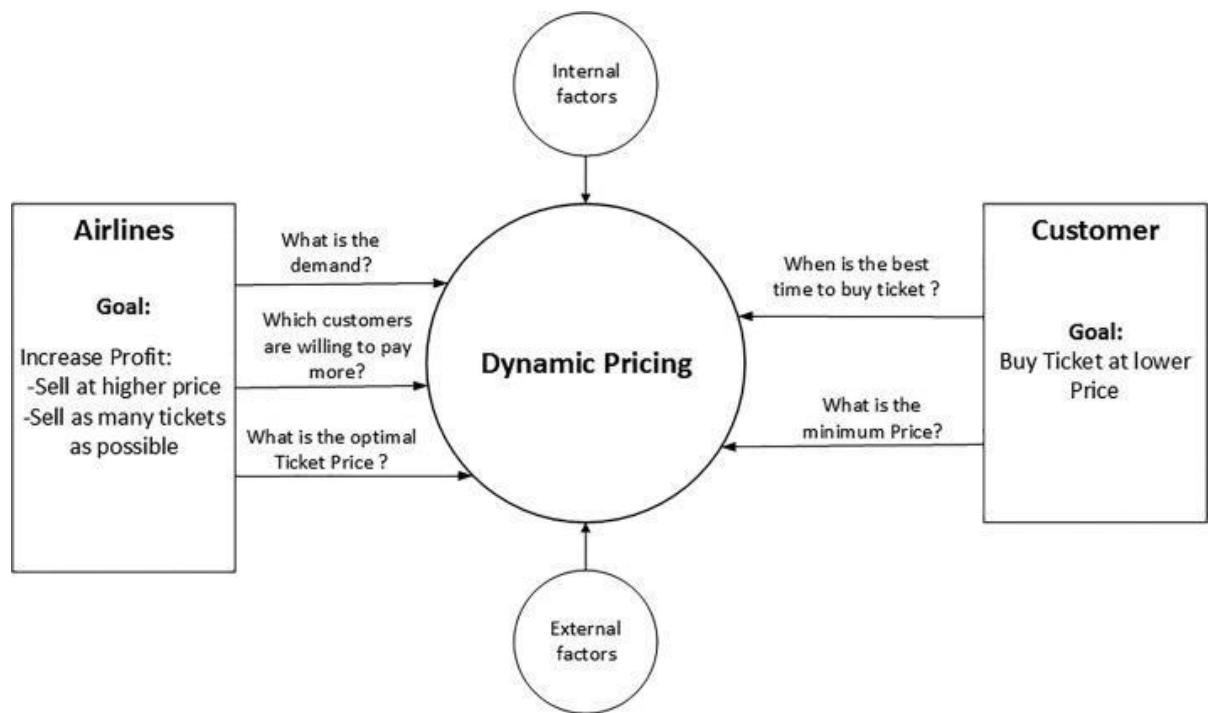 Internal
factors
Airlines
Goal:
Increase Profit:
-Sell at higher price
-Sell as many tickets
as possible
What is the
demand?
Which customers
are willing to pay
more?
What is the optimal
Ticket Price ?
Dynamic Pricing
When is the best
time to buy ticket ?
What is the
minimum Price?
Customer
Goal:
Buy Ticket at lower
Price
External
factors